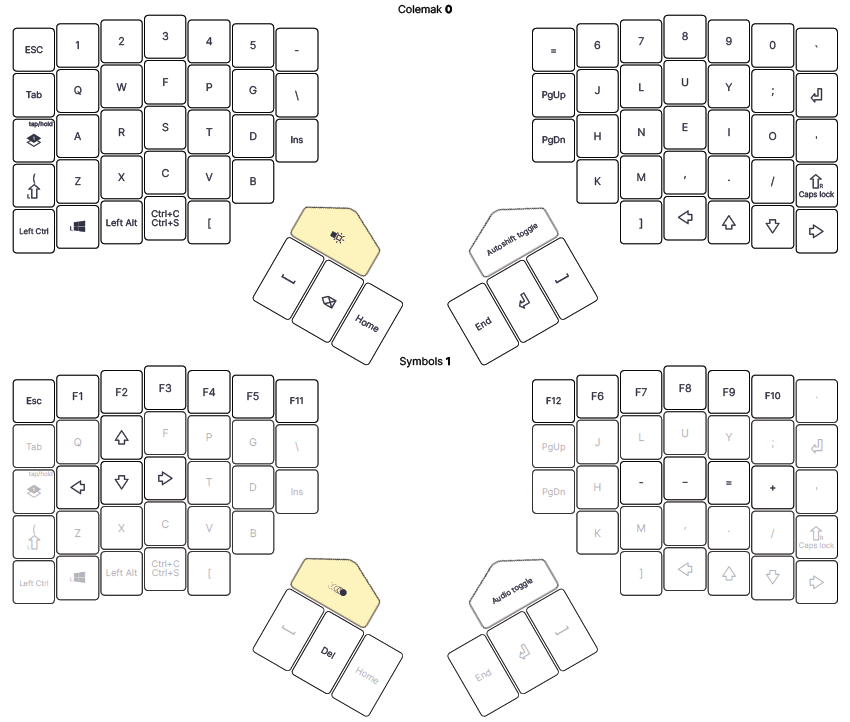 Colemak 0
ESC 1 2 3 4 5 - = 6 7 8 9 0 `
Tab Q W F P G \ PgUp J L U Y ;
tap/hold A R S T D Ins PgDn H N E I O '
( L Z X C V B K M , . / R Caps lock
Left Ctrl L Left Alt Ctrl+C Ctrl+S [ ]
Autoshift toggle
Home End
Symbols 1
Esc F1 F2 F3 F4 F5 F11 F12 F6 F7 F8 F9 F10 `
Tab Q F P G \ PgUp J L U Y ;
tap/hold T D Ins PgDn H - − = + '
( L Z X C V B K M , . / R Caps lock
Left Ctrl L Left Alt Ctrl+C Ctrl+S [ ]
Audio toggle
Del Home End